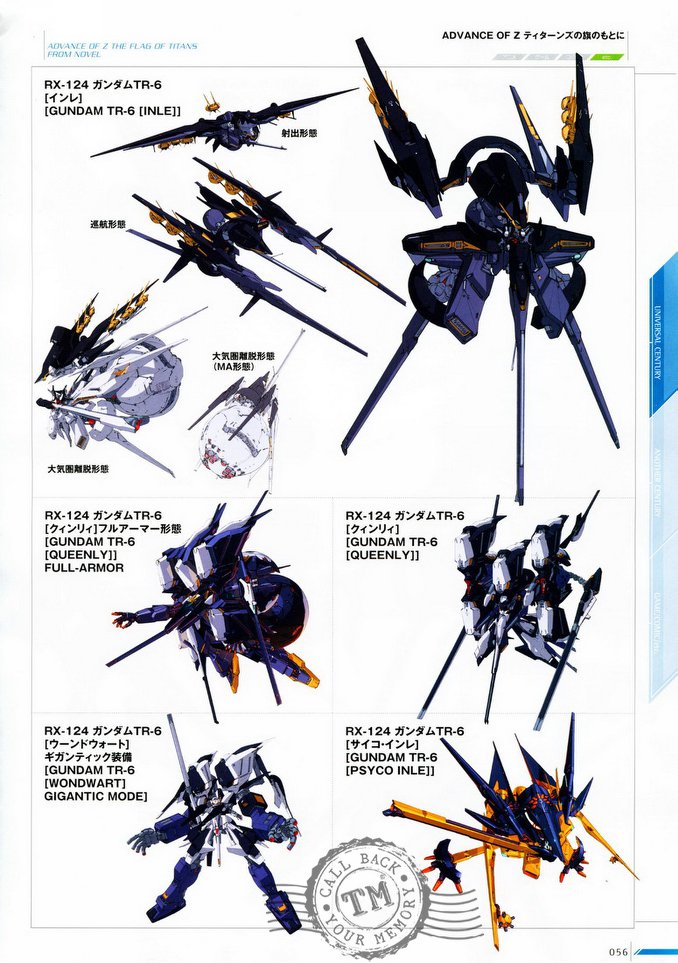 ADVANCE OF Z THE FLAG OF TITANS
FROM NOVEL
ADVANCE OF Z ティターンズの旗のもとに
RX-124 ガンダムTR-6
[インレ]
[GUNDAM TR-6 [INLE]]
射出形態
巡航形態
大気圏離脱形態
(MA形態)
大気圏離脱形態
UNIVERSAL CENTURY
ANOTHER CENTURY
GAME/COMIC/etc.
RX-124 ガンダムTR-6
[クィンリィ]フルアーマー形態
[GUNDAM TR-6
[QUEENLY]]
FULL-ARMOR
RX-124 ガンダムTR-6
[クィンリィ]
[GUNDAM TR-6
[QUEENLY]]
RX-124 ガンダムTR-6
[ウーンドウォート]
ギガンティック装備
[GUNDAM TR-6
[WONDWART]
GIGANTIC MODE]
RX-124 ガンダムTR-6
[サイコ・インレ]
[GUNDAM TR-6
[PSYCO INLE]]
CALL BACK
TM
YOUR MEMORY
056